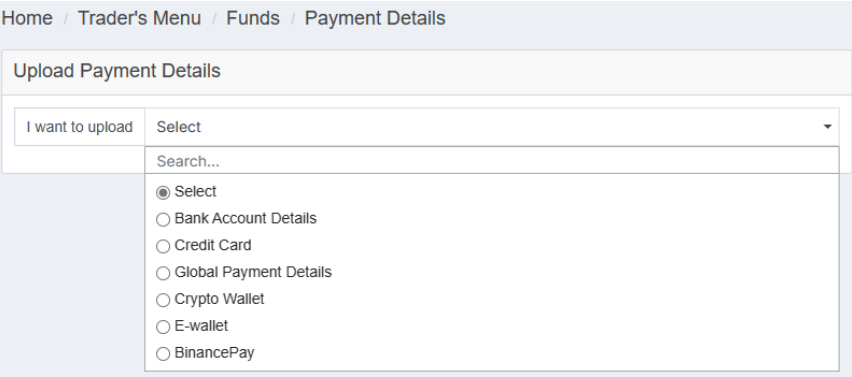 Home / Trader's Menu / Funds / Payment Details
Upload Payment Details
I want to upload Select
Search...
Select
Bank Account Details
Credit Card
Global Payment Details
Crypto Wallet
E-wallet
BinancePay